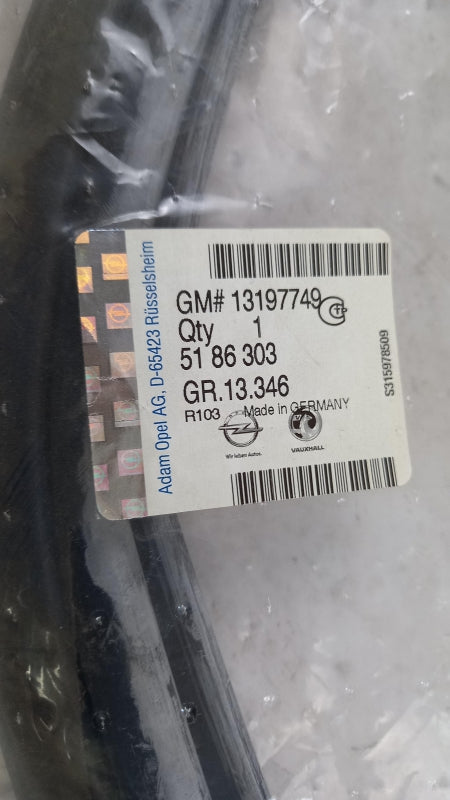 Adam Opel AG. D-65423 Rüsselsheim
GM# 13197749
Qty 1
51 86 303
GR.13.346
R103 Made in GERMANY
Wir leben Autos.
VAUXHALL
S315978509